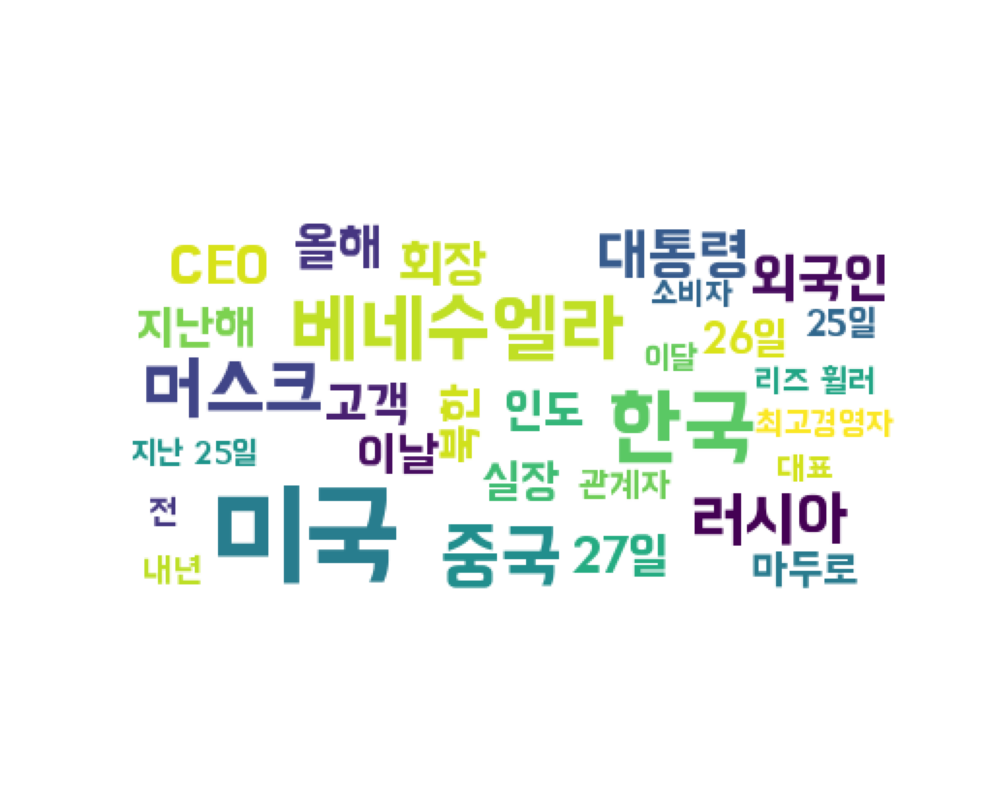 올해
대통령
CEO
회장
외국인
소비자
베네수엘라
지난해
26일
25일
이달
머스크
리즈 휠러
고객
북한
인도
한국
최고경영자
이날
지난 25일
실장
관계자
대표
전
미국
러시아
중국
27일
내년
마두로